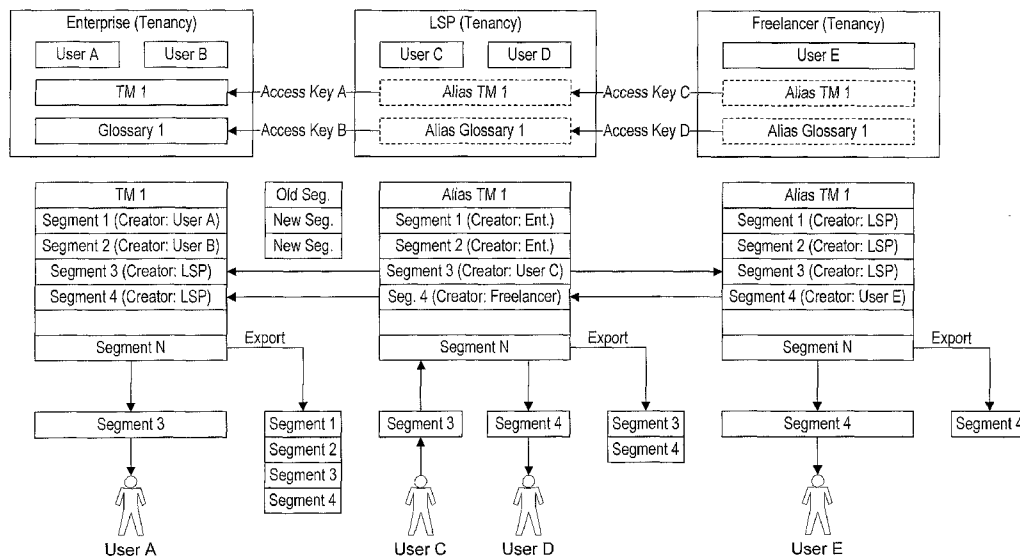 Enterprise (Tenancy)
User A
User B
TM 1
Glossary 1
Access Key A
Access Key B
LSP (Tenancy)
User C
User D
Alias TM 1
Alias Glossary 1
Access Key C
Access Key D
Freelancer (Tenancy)
User E
Alias TM 1
Alias Glossary 1
TM 1
Segment 1 (Creator: User A)
Segment 2 (Creator: User B)
Segment 3 (Creator: LSP)
Segment 4 (Creator: LSP)
Segment N
Export
Old Seg.
New Seg.
New Seg.
Alias TM 1
Segment 1 (Creator: Ent.)
Segment 2 (Creator: Ent.)
Segment 3 (Creator: User C)
Seg. 4 (Creator: Freelancer)
Segment N
Export
Alias TM 1
Segment 1 (Creator: LSP)
Segment 2 (Creator: LSP)
Segment 3 (Creator: LSP)
Segment 4 (Creator: User E)
Segment N
Export
Segment 3
Segment 1
Segment 2
Segment 3
Segment 4
Segment 3
Segment 4
Segment 3
Segment 4
Segment 4
Segment 4
User A
User C
User D
User E